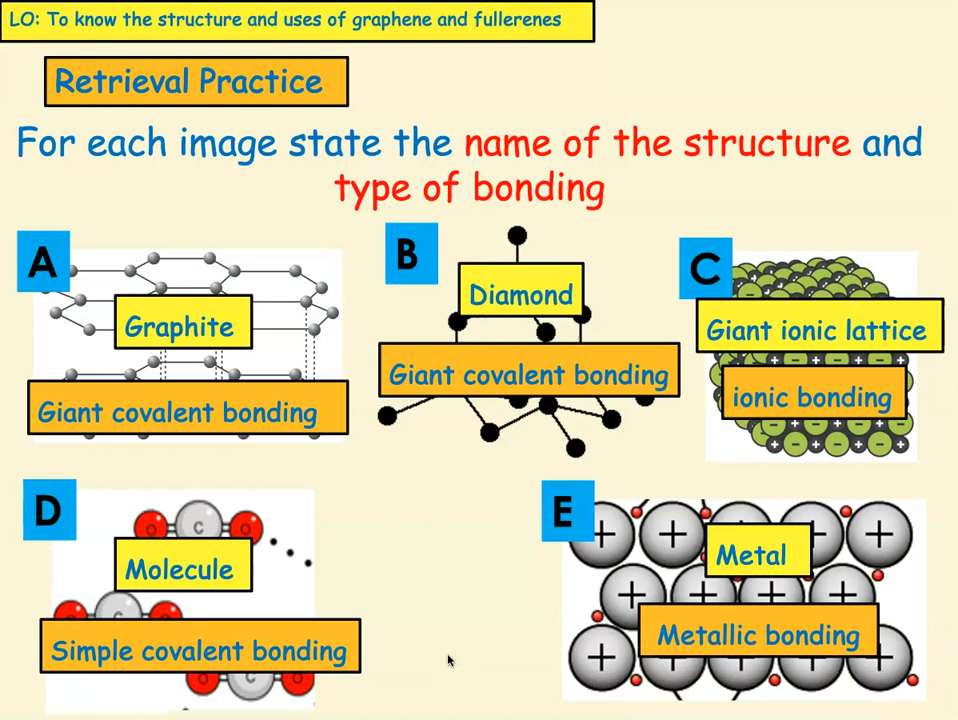 LO: To know the structure and uses of graphene and fullerenes
Retrieval Practice
For each image state the name of the structure and
type of bonding
A
Graphite
Giant covalent bonding
B
Diamond
Giant covalent bonding
C
Giant ionic lattice
ionic bonding
D
O C O
Molecule
C
Simple covalent bonding
O C O
E
Metal
Metallic bonding